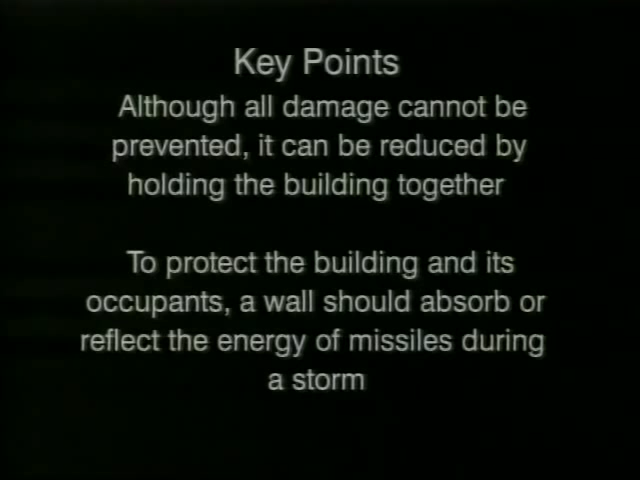 Key Points
Although all damage cannot be
prevented, it can be reduced by
holding the building together
To protect the building and its
occupants, a wall should absorb or
reflect the energy of missiles during
a storm